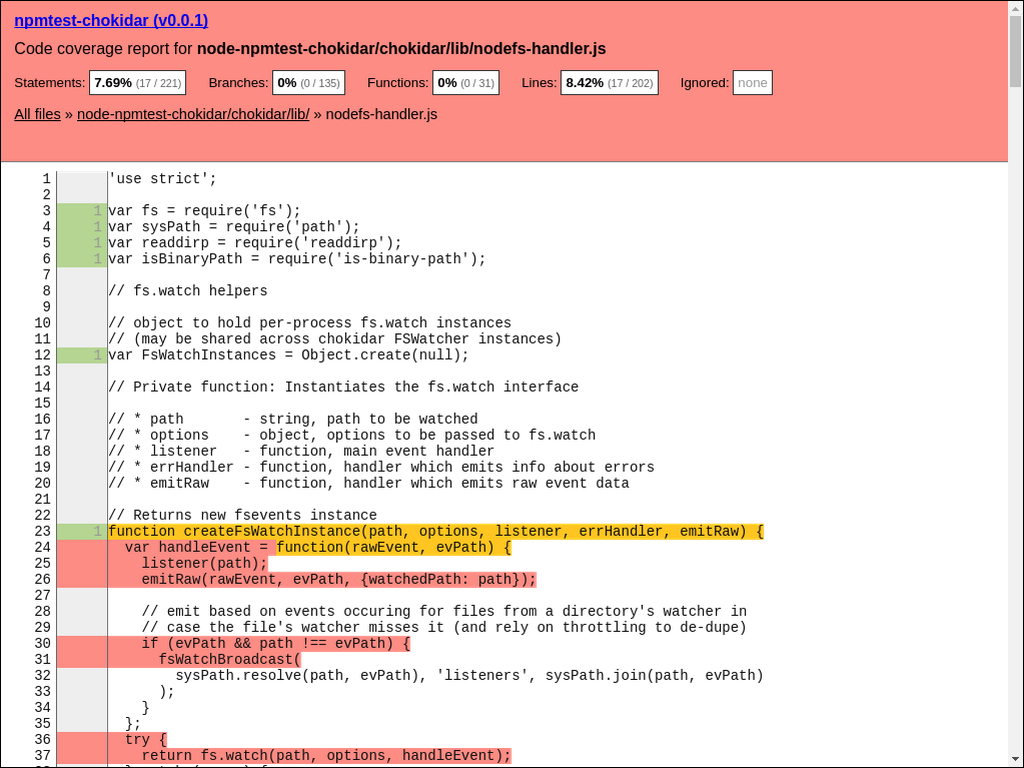 npmtest-chokidar (v0.0.1)
Code coverage report for node-npmtest-chokidar/chokidar/lib/nodefs-handler.js
Statements: 7.69% (17 / 221) Branches: 0% (0 / 135) Functions: 0% (0 / 31) Lines: 8.42% (17 / 202) Ignored: none
All files » node-npmtest-chokidar/chokidar/lib/ » nodefs-handler.js
1 'use strict';
2
3 1 var fs = require('fs');
4 1 var sysPath = require('path');
5 1 var readdirp = require('readdirp');
6 1 var isBinaryPath = require('is-binary-path');
7
8 // fs.watch helpers
9
10 // object to hold per-process fs.watch instances
11 // (may be shared across chokidar FSWatcher instances)
12 1 var FsWatchInstances = Object.create(null);
13
14 // Private function: Instantiates the fs.watch interface
15
16 // * path       - string, path to be watched
17 // * options    - object, options to be passed to fs.watch
18 // * listener   - function, main event handler
19 // * errHandler - function, handler which emits info about errors
20 // * emitRaw    - function, handler which emits raw event data
21
22 // Returns new fsevents instance
23 1 function createFsWatchInstance(path, options, listener, errHandler, emitRaw) {
24   var handleEvent = function(rawEvent, evPath) {
25     listener(path);
26     emitRaw(rawEvent, evPath, {watchedPath: path});
27
28     // emit based on events occuring for files from a directory's watcher in
29     // case the file's watcher misses it (and rely on throttling to de-dupe)
30     if (evPath && path !== evPath) {
31       fsWatchBroadcast(
32         sysPath.resolve(path, evPath), 'listeners', sysPath.join(path, evPath)
33       );
34     }
35   };
36   try {
37     return fs.watch(path, options, handleEvent);